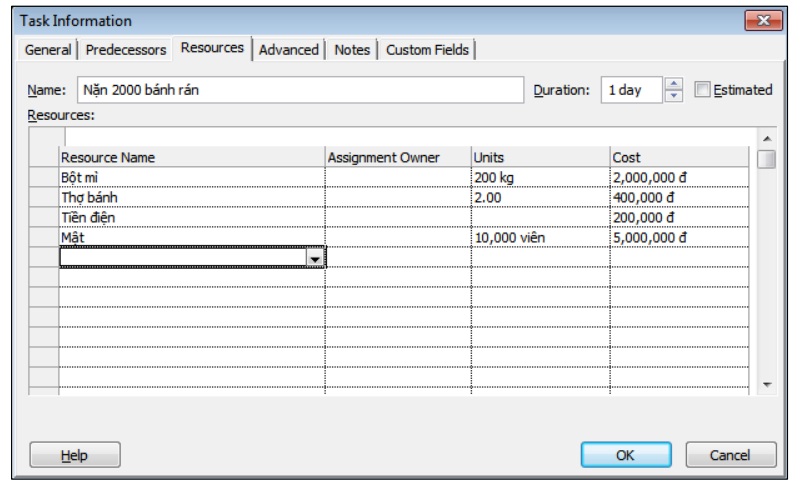 Task Information
General Predecessors Resources Advanced Notes Custom Fields
Name: Nặn 2000 bánh rán Duration: 1 day Estimated
Resources:
Resource Name Assignment Owner Units Cost
Bột mì 200 kg 2,000,000 đ
Thợ bánh 2.00 400,000 đ
Tiền điện 200,000 đ
Mật 10,000 viên 5,000,000 đ
Help OK Cancel